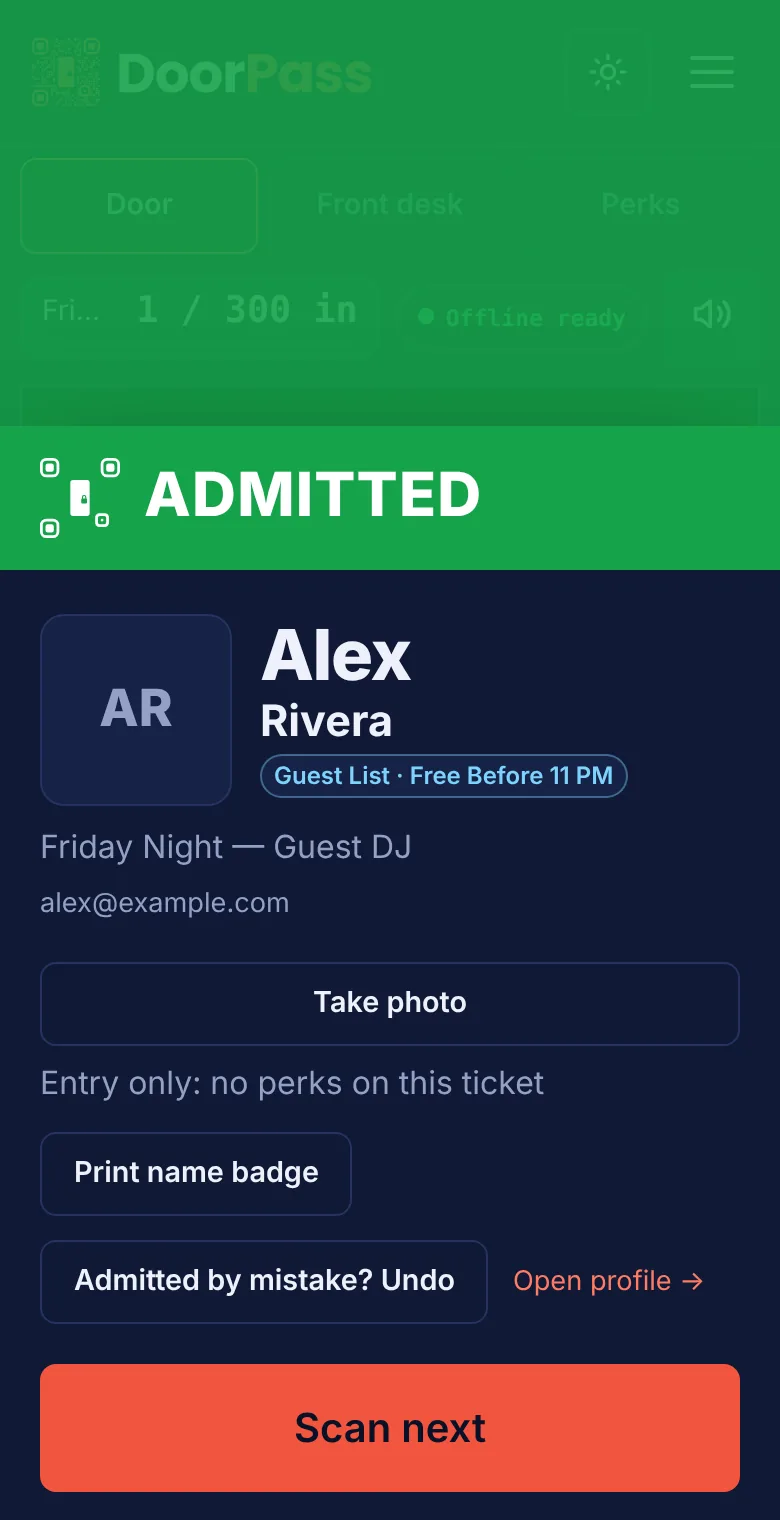 DoorPass
Door
Front desk
Perks
Fri... 1 / 300 in
Offline ready
ADMITTED
AR
Alex
Rivera
Guest List · Free Before 11 PM
Friday Night — Guest DJ
alex@example.com
Take photo
Entry only: no perks on this ticket
Print name badge
Admitted by mistake? Undo
Open profile →
Scan next